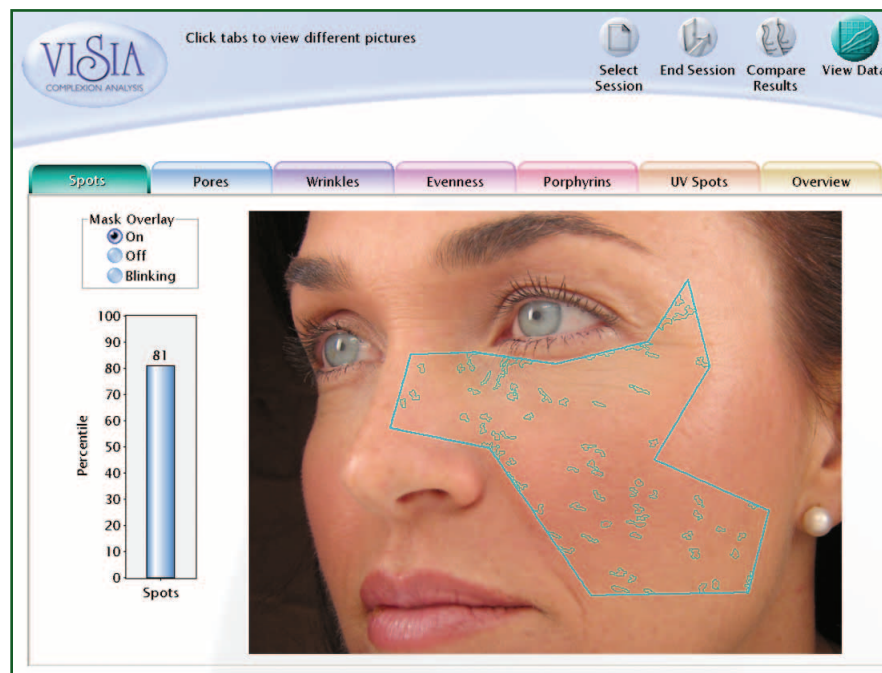 VISIA
COMPLEXION ANALYSIS
Click tabs to view different pictures
Select Session
End Session
Compare Results
View Data
Spots
Pores
Wrinkles
Evenness
Porphyrins
UV Spots
Overview
Mask Overlay
On
Off
Blinking
100
90
80
70
60
50
40
30
20
10
0
81
Percentile
Spots